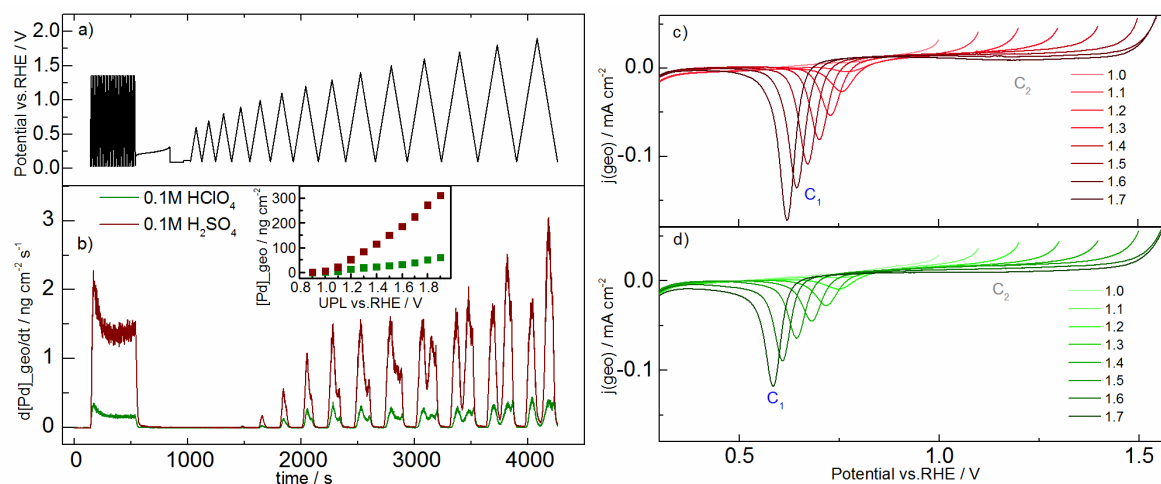 a)
Potential vs.RHE / V
2.0
1.5
1.0
0.5
0.0
b)
0.1M HClO4
0.1M H2SO4
d[Pd]_geo/dt / ng cm-2 s-1
3
2
1
0
[Pd]_geo / ng cm-2
300
250
150
100
50
0
0.8 1.0 1.2 1.4 1.6 1.8
UPL vs.RHE / V
0 1000 2000 3000 4000
time / s
c)
j(geo) / mA cm-2
0.0
-0.1
C1
C2
1.0
1.1
1.2
1.3
1.4
1.5
1.6
1.7
d)
j(geo) / mA cm-2
0.0
-0.1
C1
C2
1.0
1.1
1.2
1.3
1.4
1.5
1.6
1.7
0.5 1.0 1.5
Potential vs.RHE / V